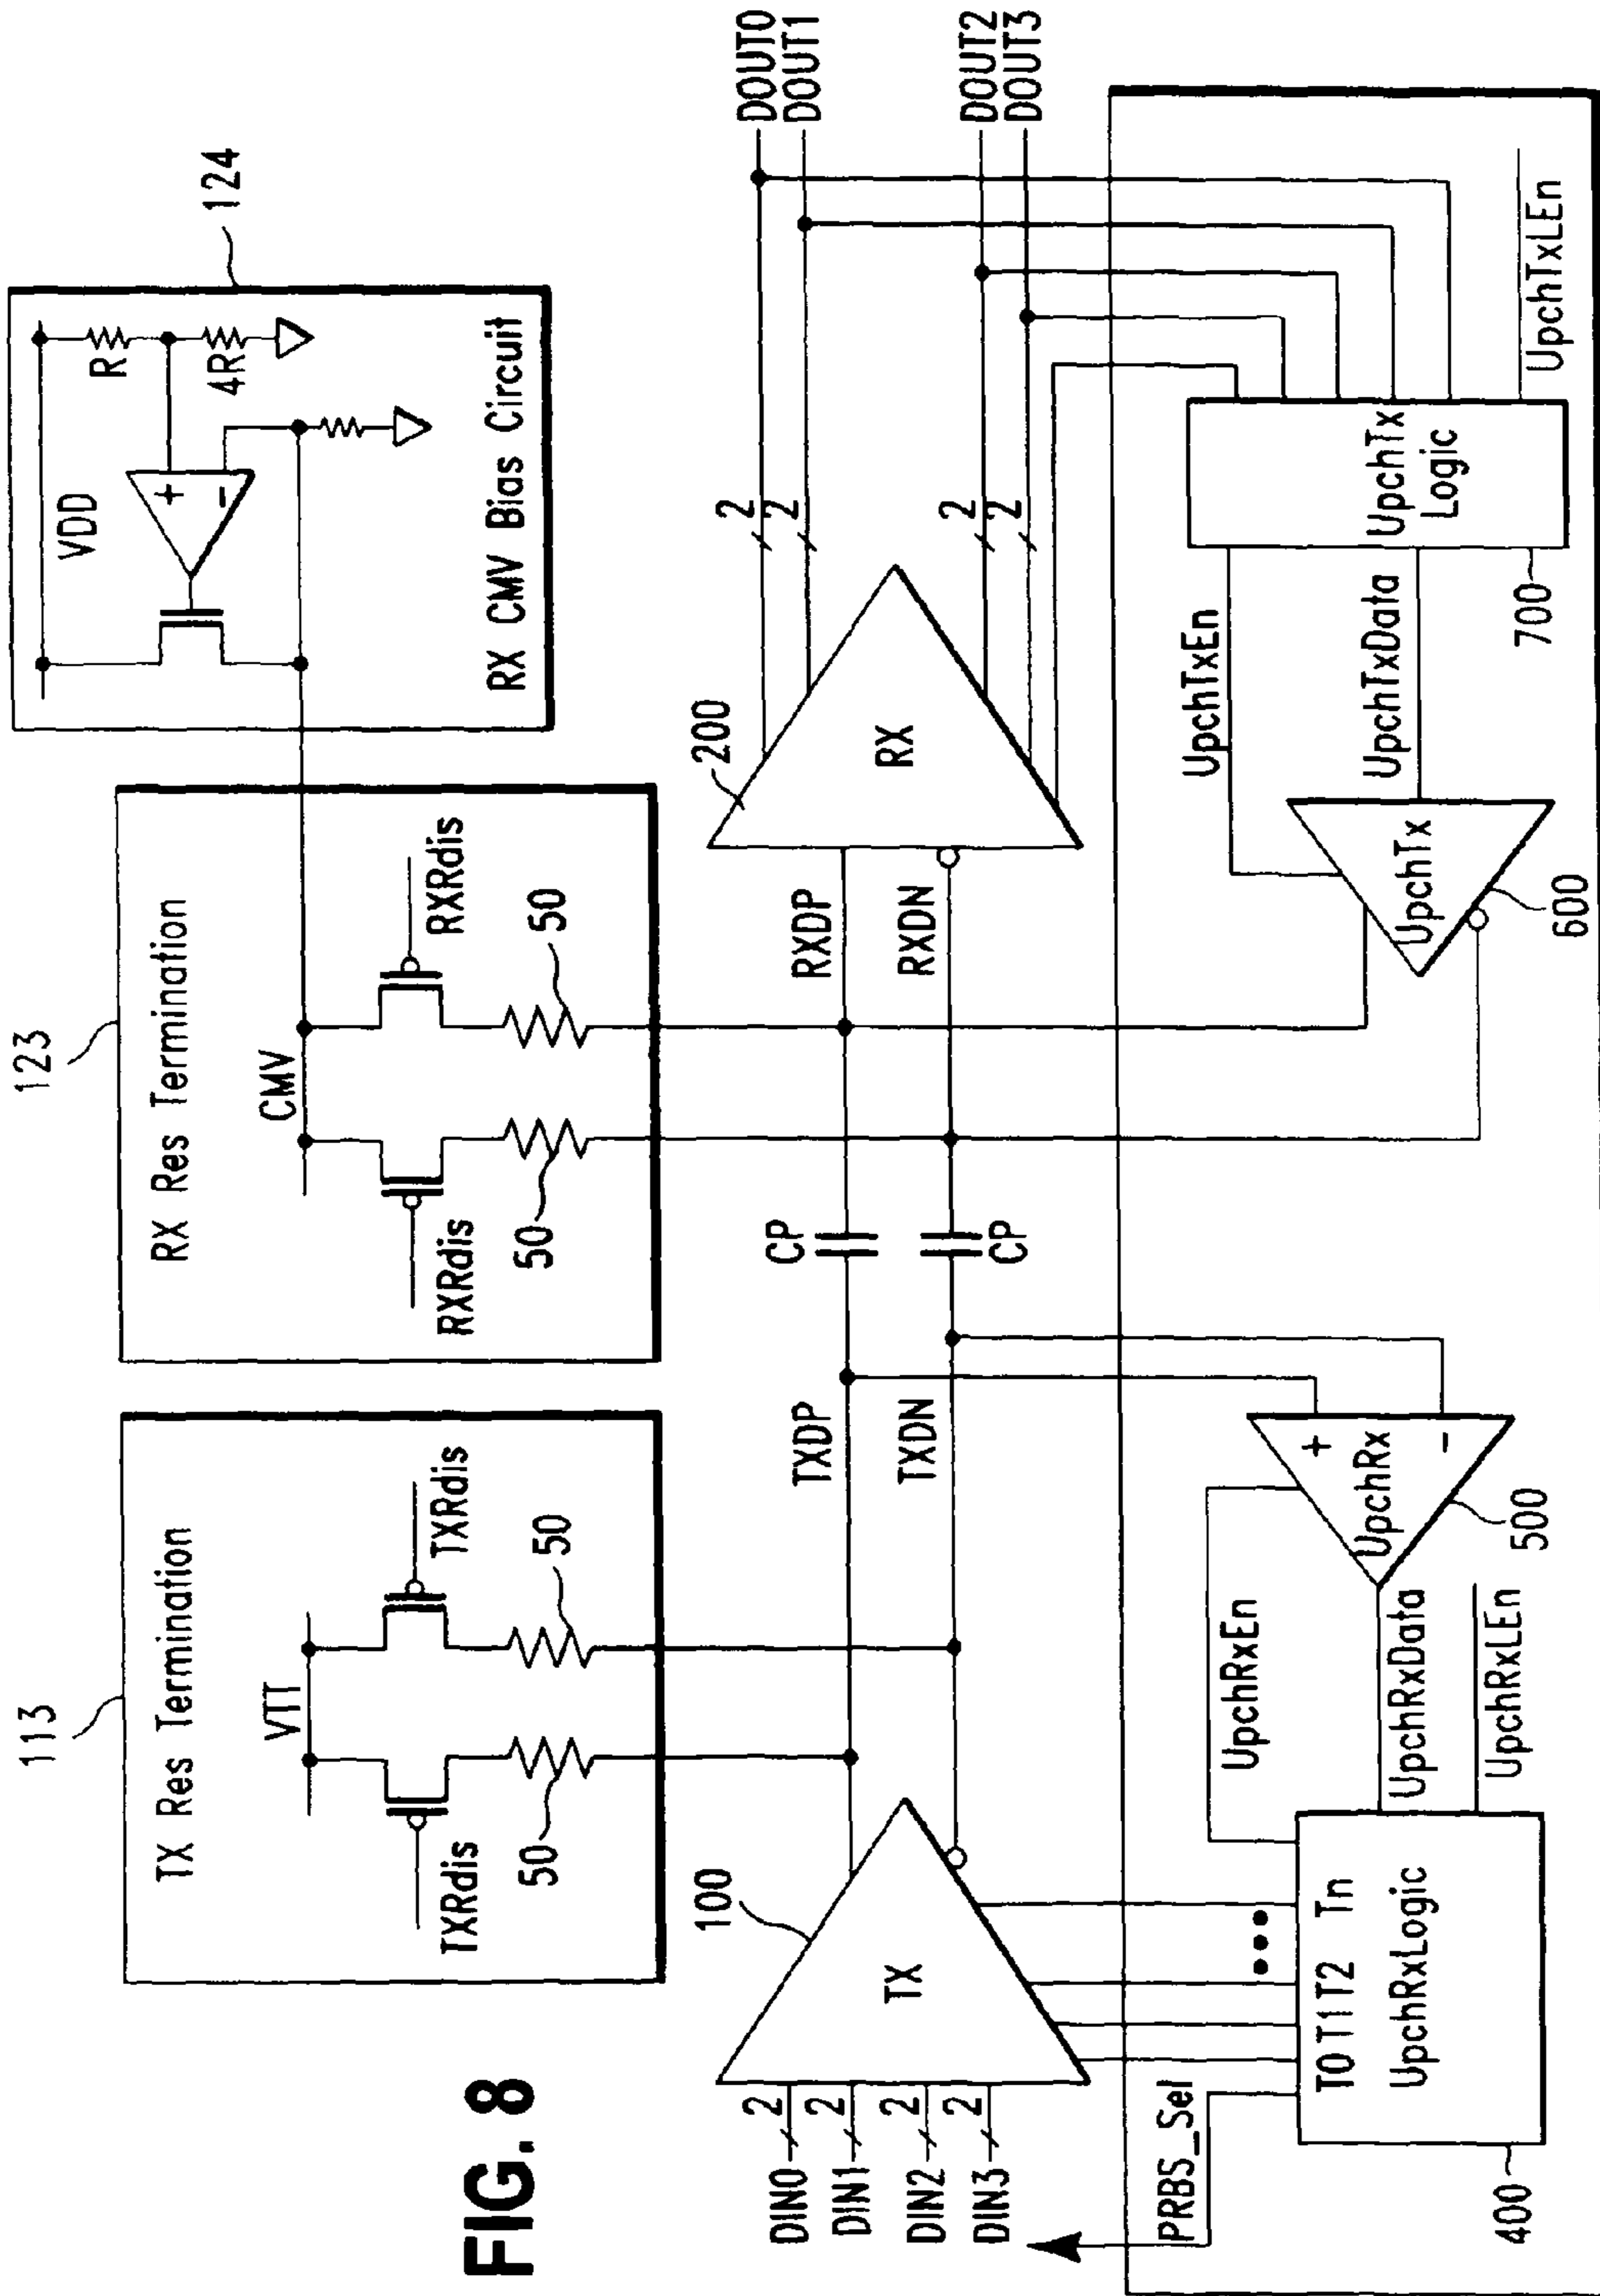 FIG. 8
113
TX Res Termination
VTT
TXRdis
TXRdis
50
50
123
RX Res Termination
CMV
RXRdis
RXRdis
50
50
124
VDD
R
4R
+
-
RX CMV Bias Circuit
DIN0
2
DIN1
2
DIN2
2
DIN3
2
100
TX
TXDP
TXDN
CP
CP
RXDP
RXDN
200
RX
2
2
2
2
DOUT0
DOUT1
DOUT2
DOUT3
PRBS_Sel
T0 T1 T2 Tn
UpchRxLogic
400
UpchRxEn
UpchRxData
UpchRxLEn
+
-
UpchRx
500
UpchTx
600
UpchTxEn
UpchTxData
UpchTx
Logic
700
UpchTxLEn